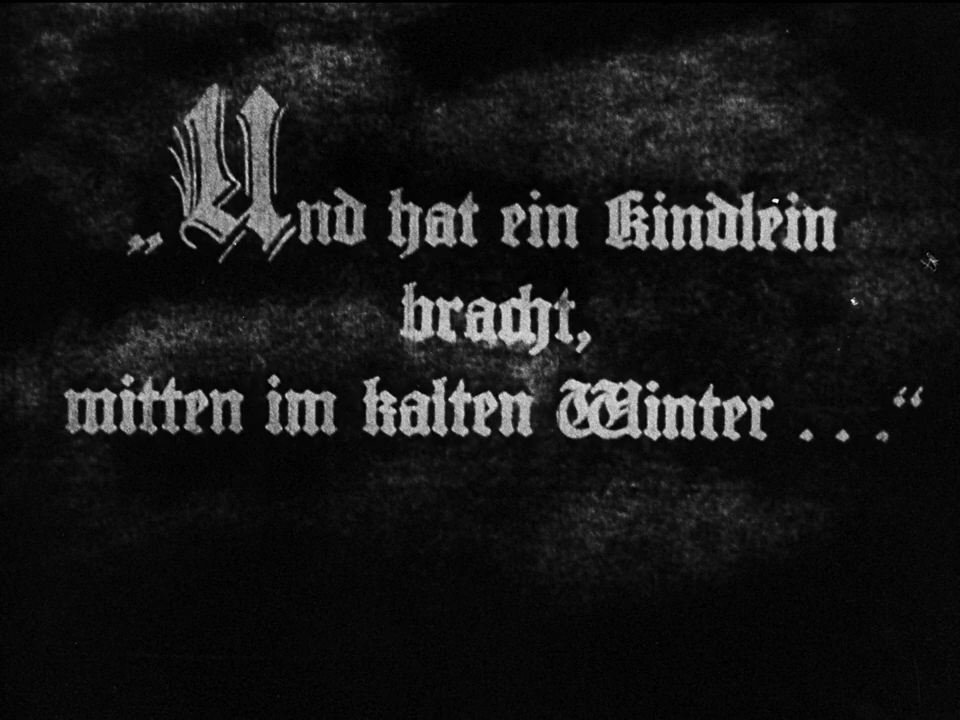 „Und hat ein Kindlein
bracht,
mitten im kalten Winter . . .“